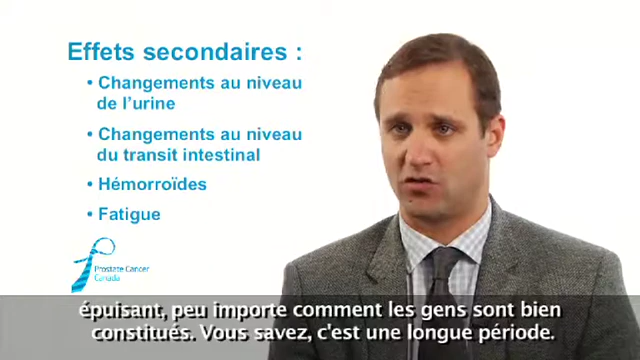 Effets secondaires :
• Changements au niveau
de l'urine
• Changements au niveau
du transit intestinal
• Hémorroïdes
• Fatigue
Prostate Cancer
Canada
épuisant, peu importe comment les gens sont bien
constitués. Vous savez, c'est une longue période.